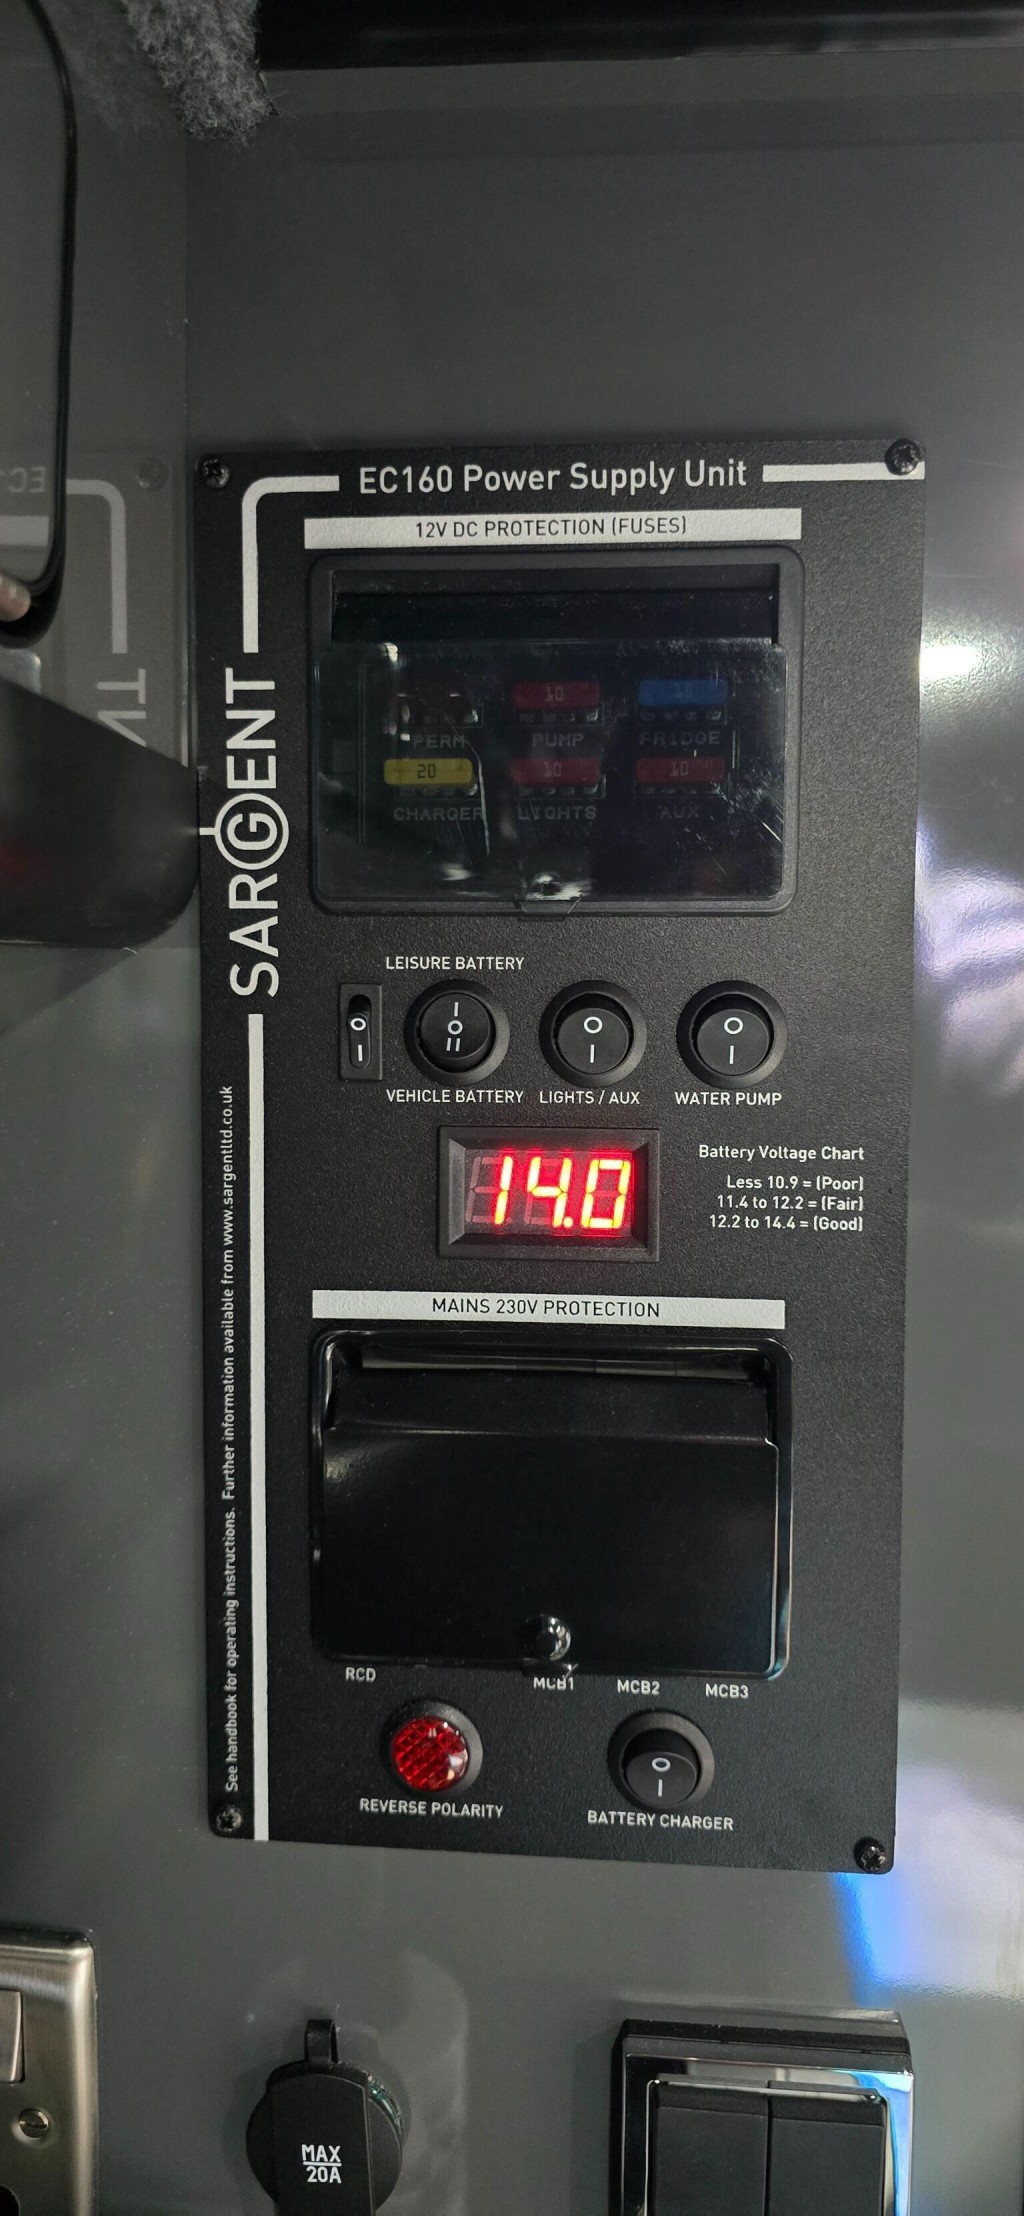 EC160 Power Supply Unit
12V DC PROTECTION (FUSES)
SARGENT
10
PERM
PUMP
FRIDGE
20
10
10
CHARGER
LIGHTS
AUX
LEISURE BATTERY
O
I
I
O
II
O
I
O
I
VEHICLE BATTERY
LIGHTS / AUX
WATER PUMP
14.0
Battery Voltage Chart
Less 10.9 = (Poor)
11.4 to 12.2 = (Fair)
12.2 to 14.4 = (Good)
See handbook for operating instructions. Further information available from www.sargentltd.co.uk
MAINS 230V PROTECTION
RCD
MCB1
MCB2
MCB3
O
I
REVERSE POLARITY
BATTERY CHARGER
MAX
20A